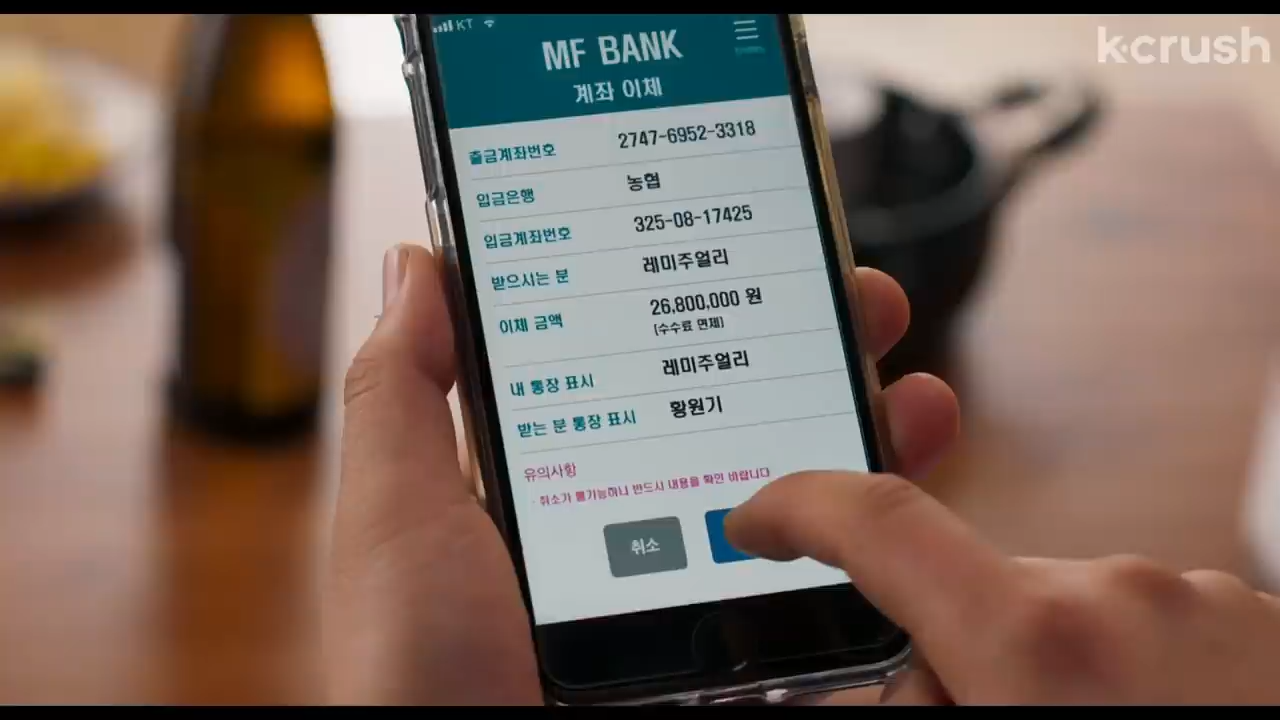 KT
k·crush
MF BANK
계좌 이체
출금계좌번호 2747-6952-3318
입금은행 농협
입금계좌번호 325-08-17425
받으시는 분 레미주얼리
이체 금액 26,800,000 원
(수수료 면제)
내 통장 표시 레미주얼리
받는 분 통장 표시 황원기
유의사항
· 취소가 불가능하니 반드시 내용을 확인 바랍니다
취소